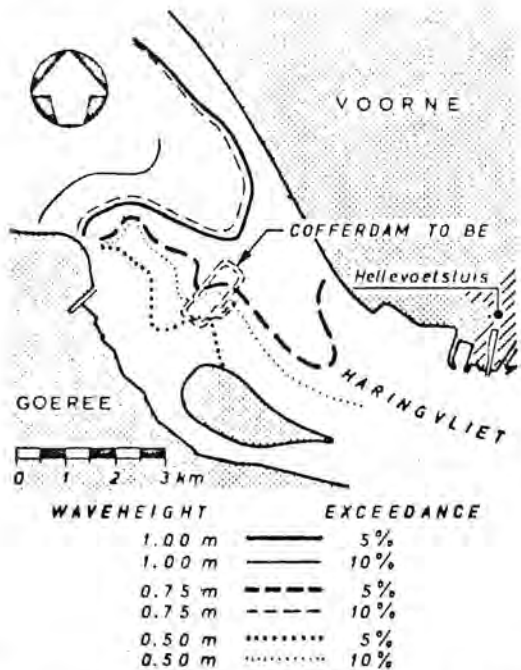 VOORNE
COFFERDAM TO BE
Hellevoetsluis
HARINGVLIET
GOEREE
0 1 2 3 km
WAVEHEIGHT EXCEEDANCE
1.00 m 5%
1.00 m 10%
0.75 m 5%
0.75 m 10%
0.50 m 5%
0.50 m 10%